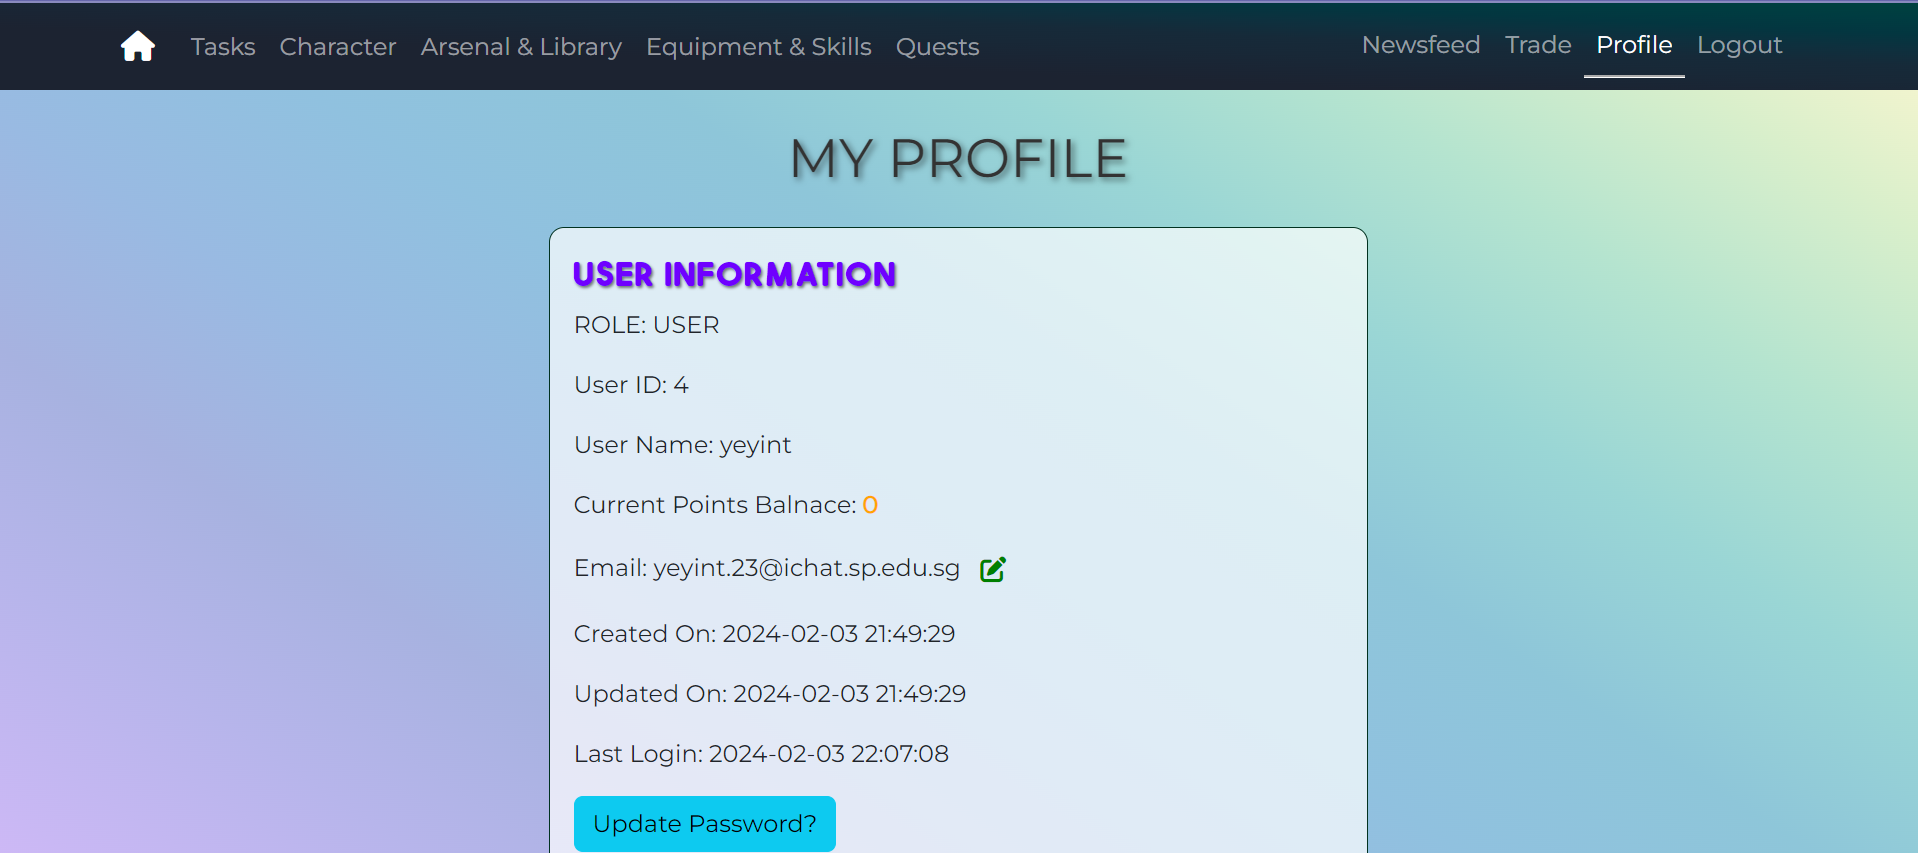 Tasks Character Arsenal & Library Equipment & Skills Quests Newsfeed Trade Profile Logout
MY PROFILE
USER INFORMATION
ROLE: USER
User ID: 4
User Name: yeyint
Current Points Balnace: 0
Email: yeyint.23@ichat.sp.edu.sg
Created On: 2024-02-03 21:49:29
Updated On: 2024-02-03 21:49:29
Last Login: 2024-02-03 22:07:08
Update Password?